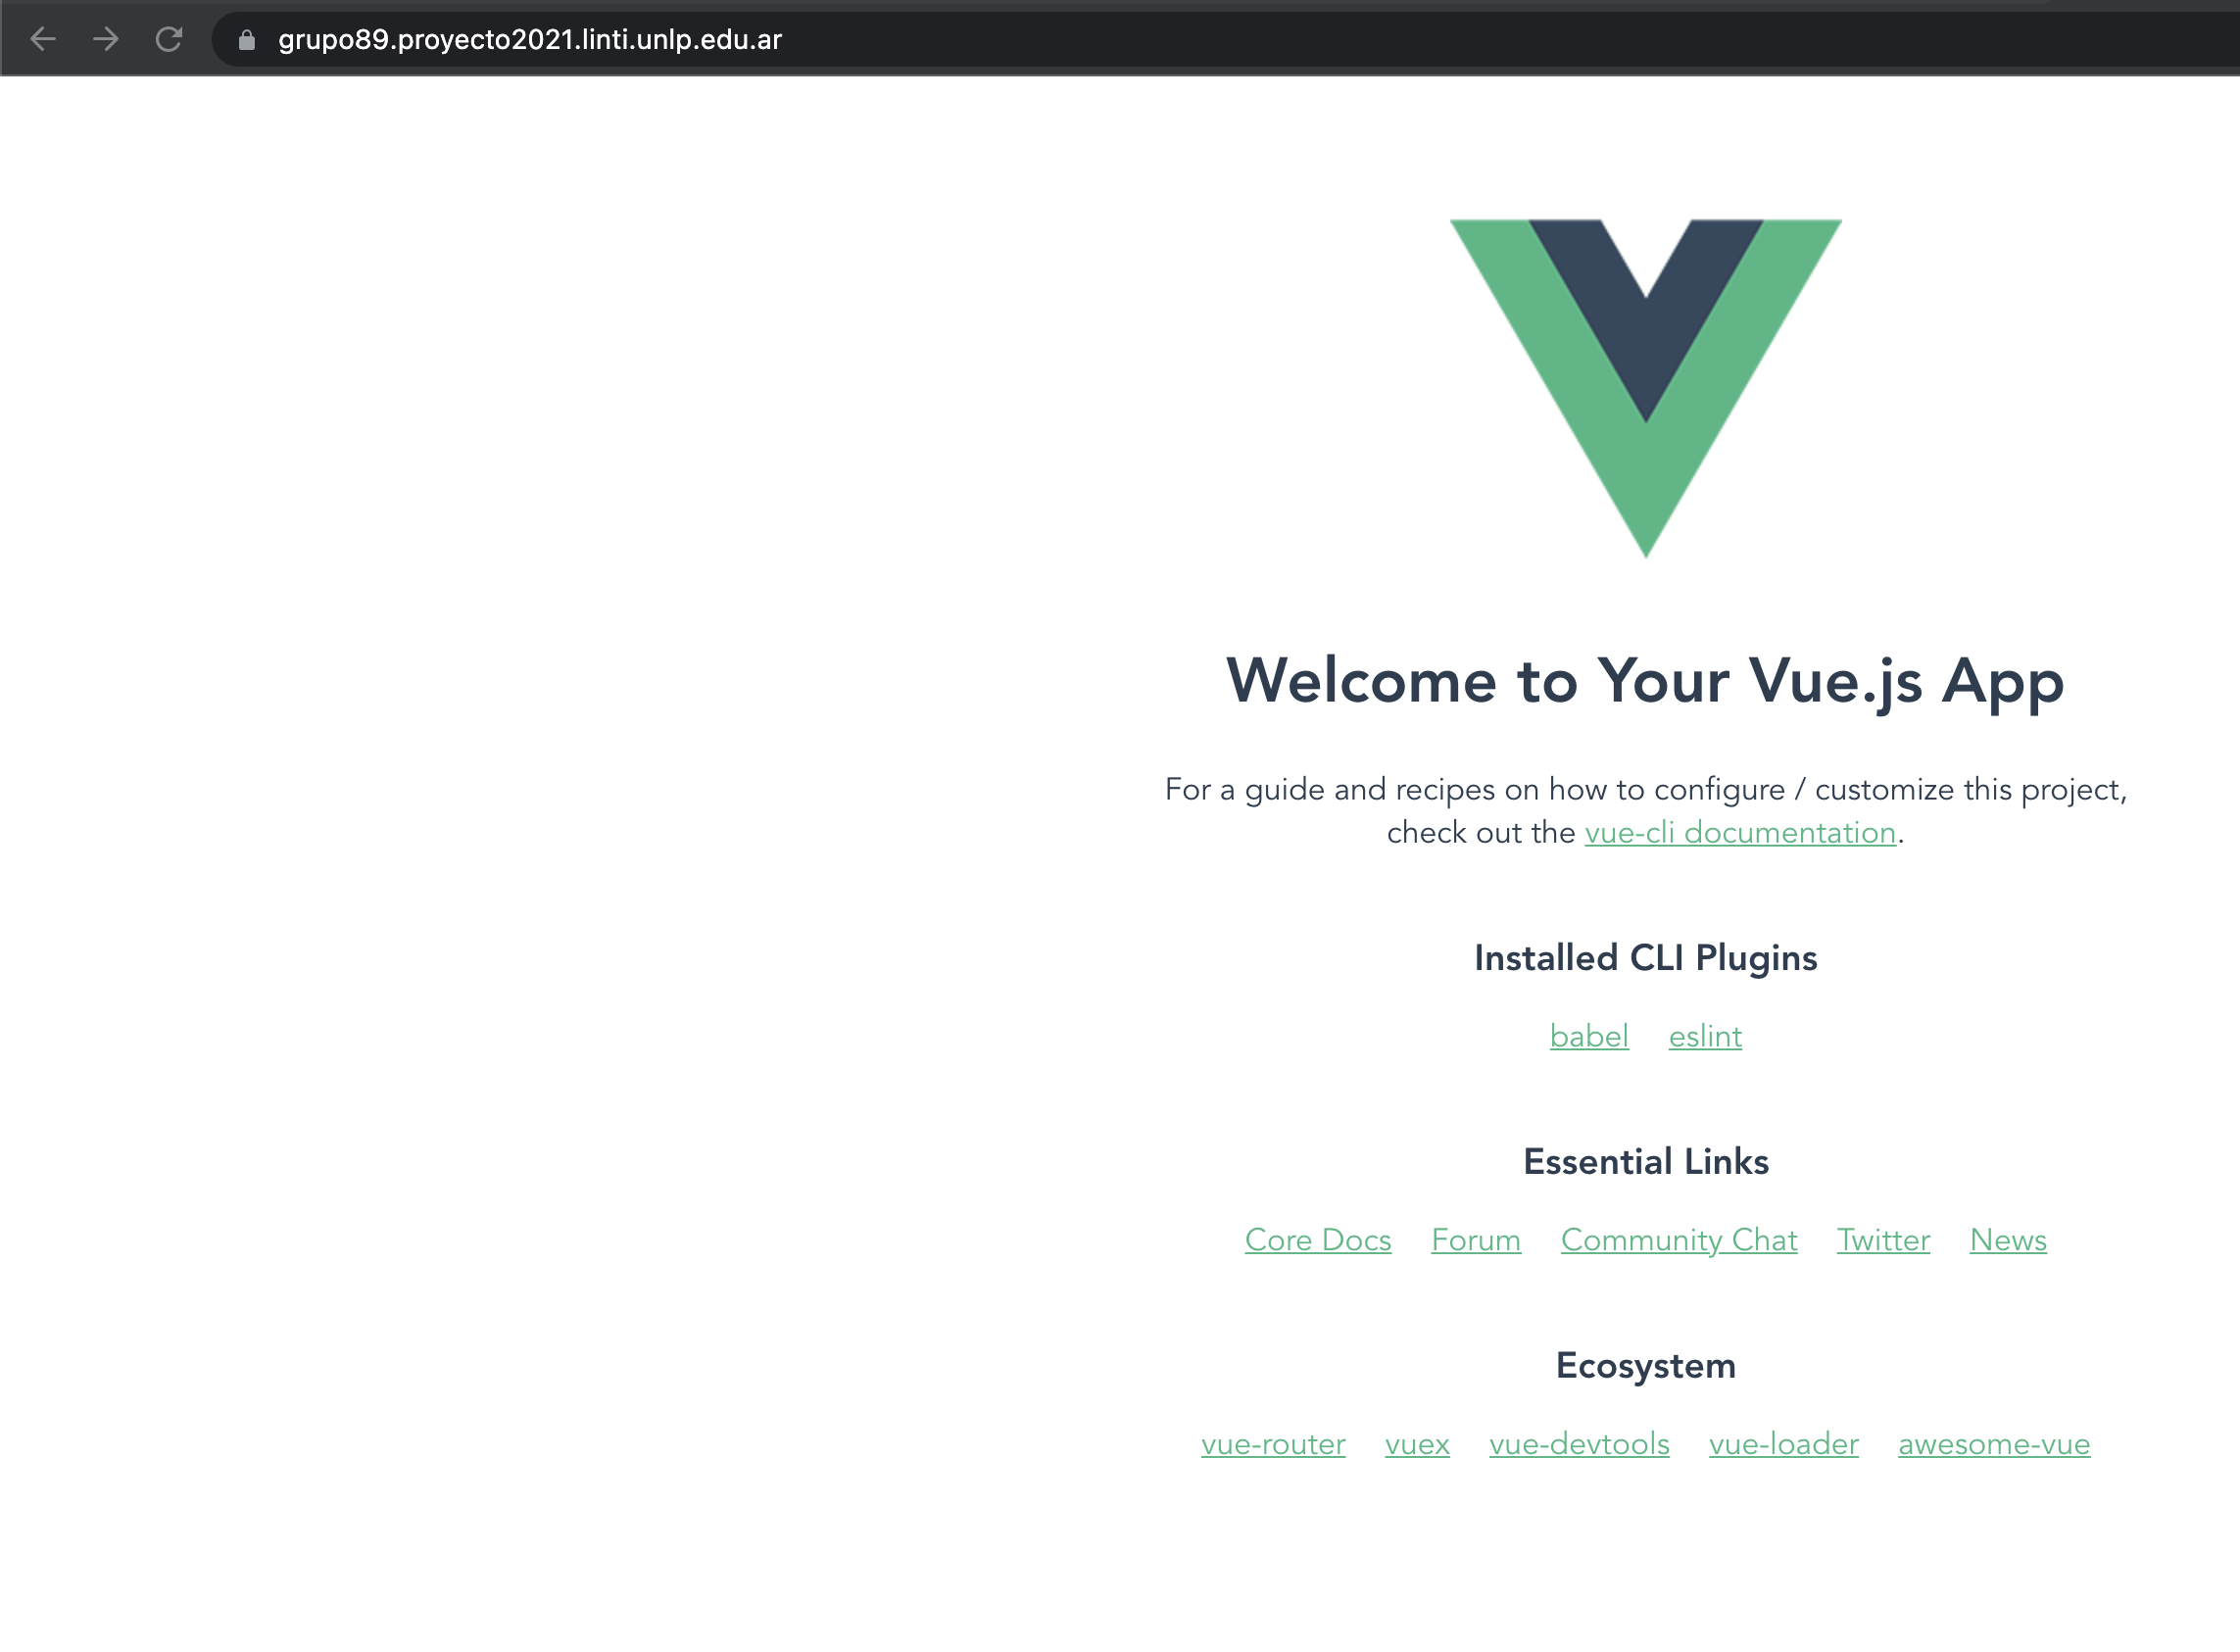 grupo89.proyecto2021.linti.unlp.edu.ar
Welcome to Your Vue.js App
For a guide and recipes on how to configure / customize this project,
check out the vue-cli documentation.
Installed CLI Plugins
babel eslint
Essential Links
Core Docs Forum Community Chat Twitter News
Ecosystem
vue-router vuex vue-devtools vue-loader awesome-vue